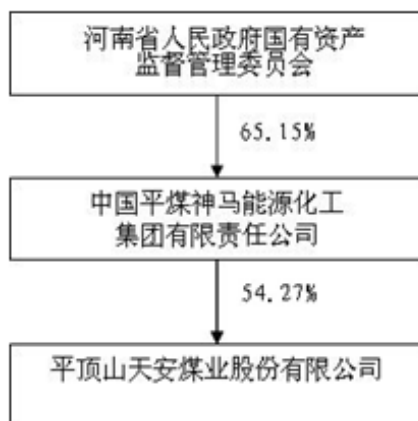 河南省人民政府国有资产
监督管理委员会
65.15%
中国平煤神马能源化工
集团有限责任公司
54.27%
平顶山天安煤业股份有限公司